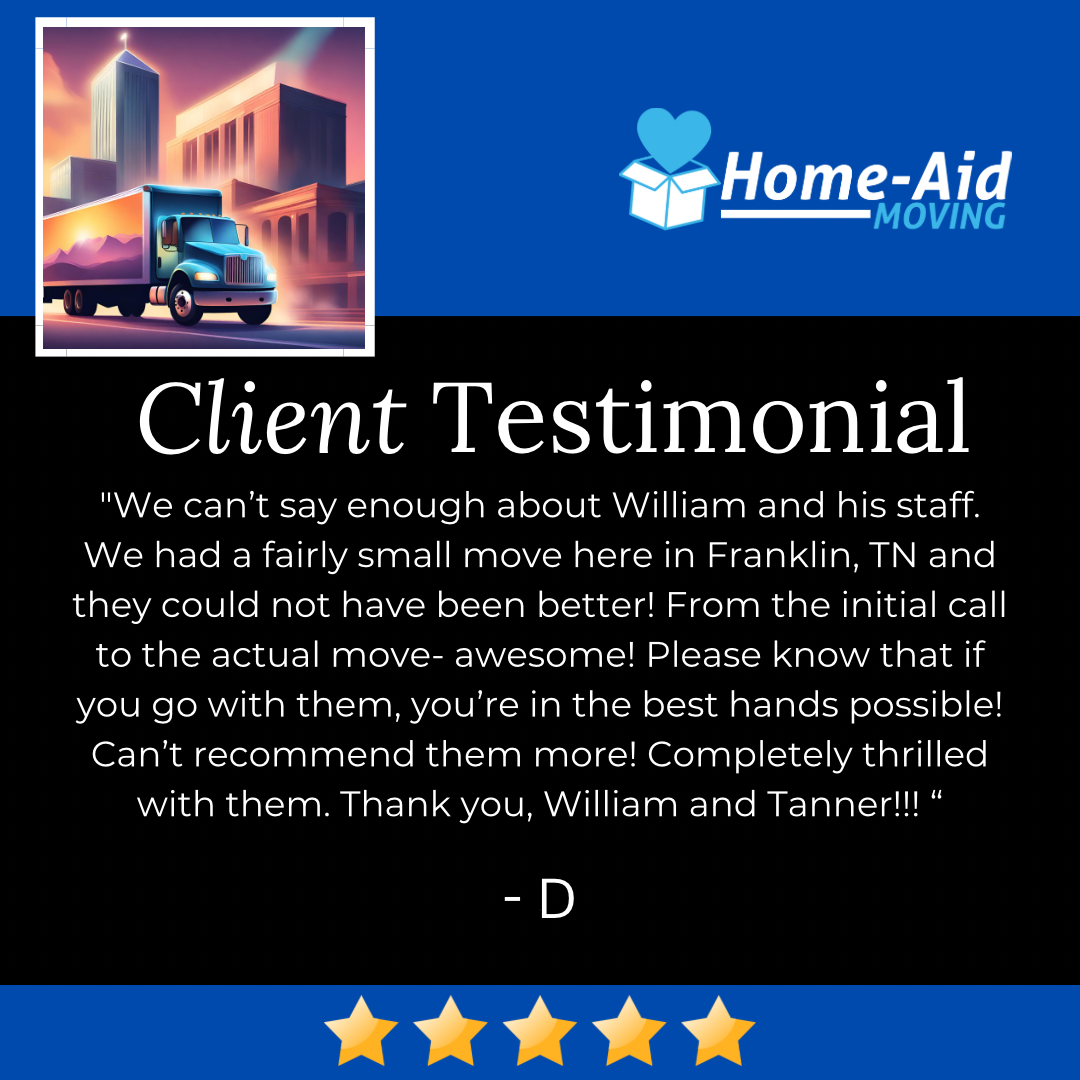 Home-Aid
MOVING
Client Testimonial
"We can’t say enough about William and his staff.
We had a fairly small move here in Franklin, TN and
they could not have been better! From the initial call
to the actual move- awesome! Please know that if
you go with them, you’re in the best hands possible!
Can’t recommend them more! Completely thrilled
with them. Thank you, William and Tanner!!! “
- D